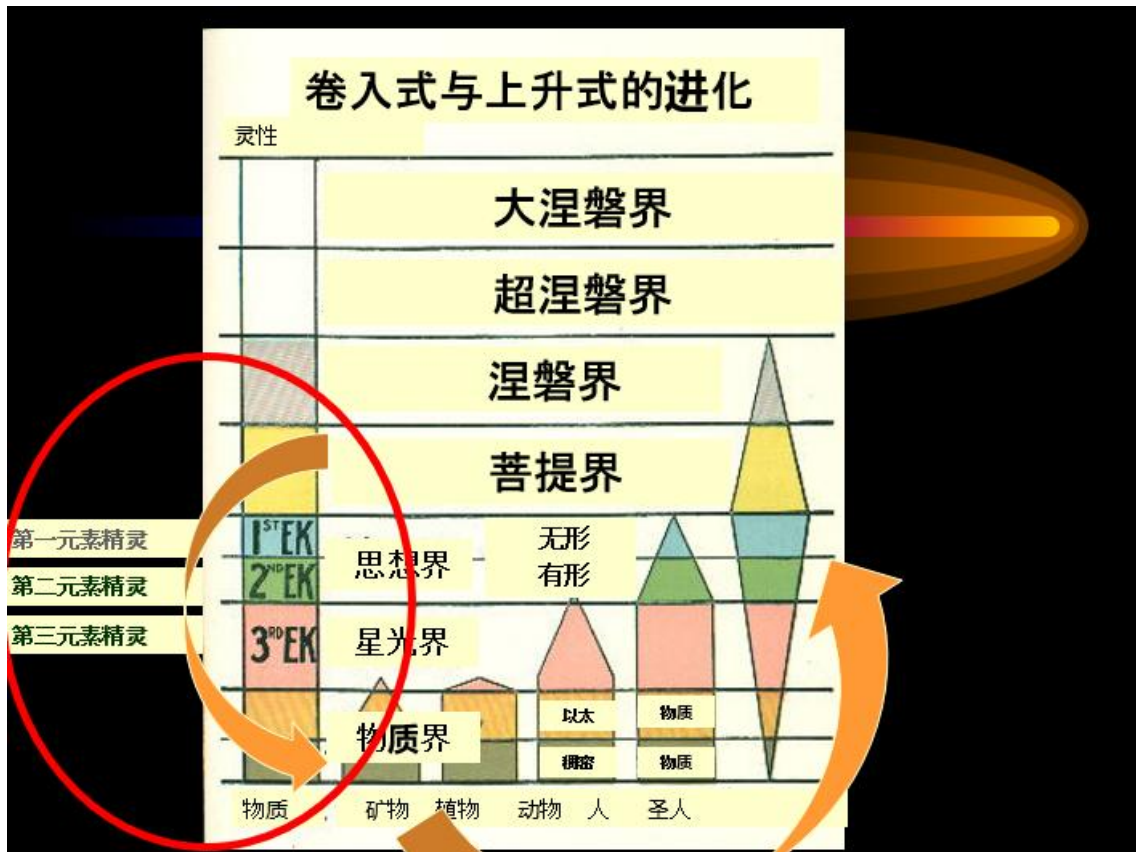 卷入式与上升式的进化
灵性
大涅磐界
超涅磐界
涅磐界
菩提界
第一元素精灵
1ST EK
无形
思想界
第二元素精灵
2ND EK
有形
第三元素精灵
3RD EK
星光界
以太
物质
物质界
稠密
物质
物质 矿物 植物 动物 人 圣人